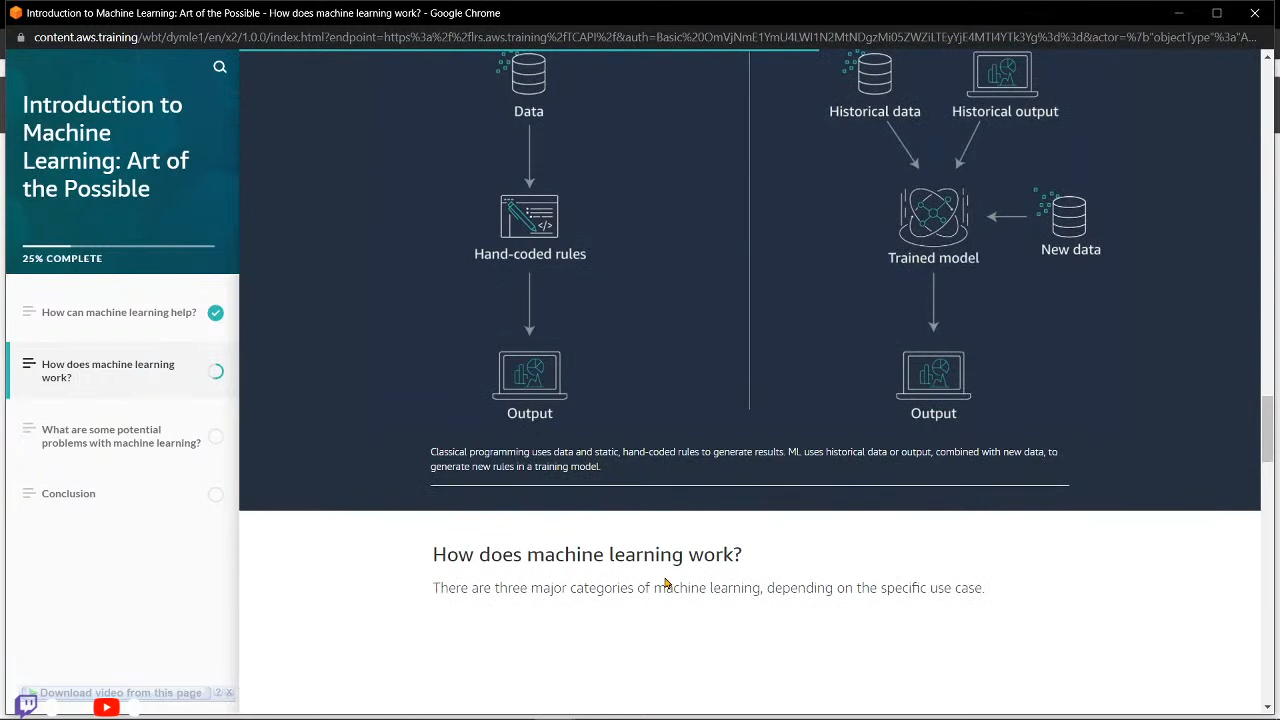 Introduction to Machine Learning: Art of the Possible - How does machine learning work? - Google Chrome
content.aws.training/wbt/dymle1/en/x2/1.0.0/index.html?endpoint=https%3a%2f%2flrs.aws.training%2fTCAPI%2f&auth=Basic%20OmVjNmE1YmU4LWI1N2MtNDgzMi05ZWZiLTEyYjE4MTI4YTk3Yg%3d%3d&actor=%7b"objectType"%3a"A...
Introduction to
Machine
Learning: Art of
the Possible
25% COMPLETE
How can machine learning help?
How does machine learning
work?
What are some potential
problems with machine learning?
Conclusion
Download video from this page ? X
Data
Hand-coded rules
Output
Historical data
Historical output
Trained model
New data
Output
Classical programming uses data and static, hand-coded rules to generate results. ML uses historical data or output, combined with new data, to
generate new rules in a training model.
How does machine learning work?
There are three major categories of machine learning, depending on the specific use case.